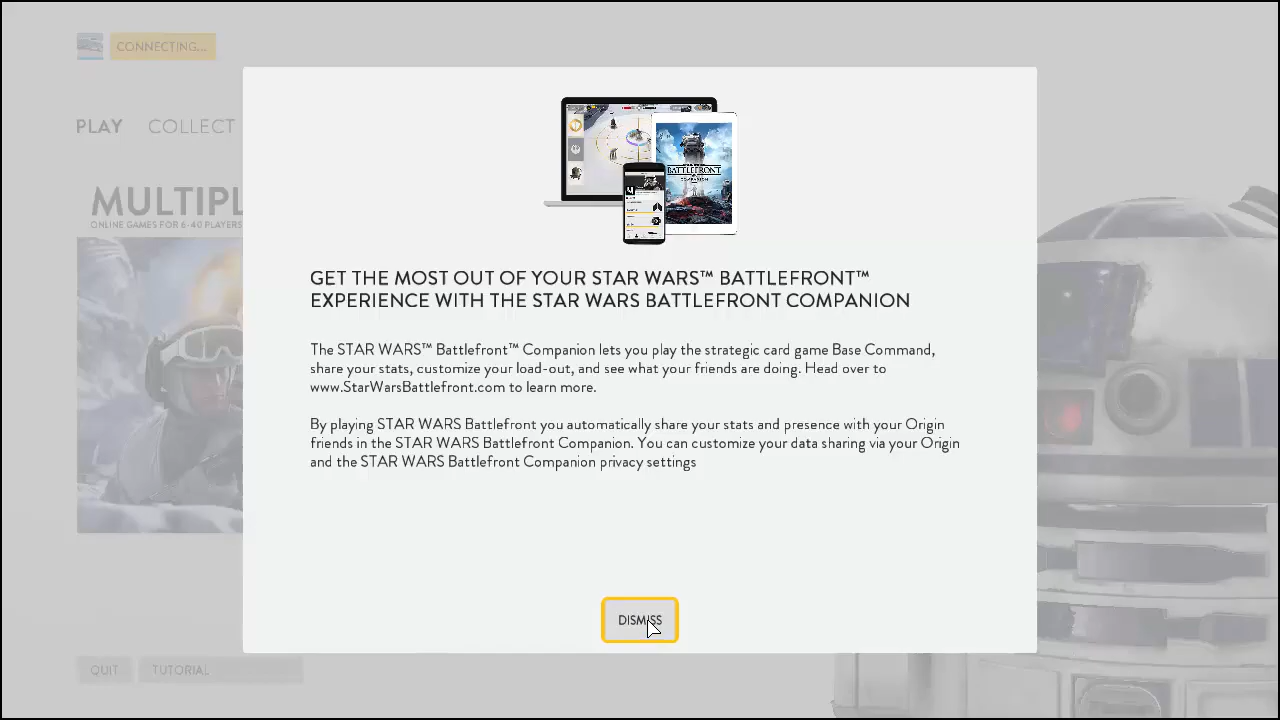 CONNECTING...
PLAY COLLECT
MULTIPL
ONLINE GAMES FOR 6-40 PLAYERS
BATTLEFRONT
COMPANION
GET THE MOST OUT OF YOUR STAR WARS™ BATTLEFRONT™
EXPERIENCE WITH THE STAR WARS BATTLEFRONT COMPANION
The STAR WARS™ Battlefront™ Companion lets you play the strategic card game Base Command,
share your stats, customize your load-out, and see what your friends are doing. Head over to
www.StarWarsBattlefront.com to learn more.
By playing STAR WARS Battlefront you automatically share your stats and presence with your Origin
friends in the STAR WARS Battlefront Companion. You can customize your data sharing via your Origin
and the STAR WARS Battlefront Companion privacy settings
DISMISS
QUIT TUTORIAL